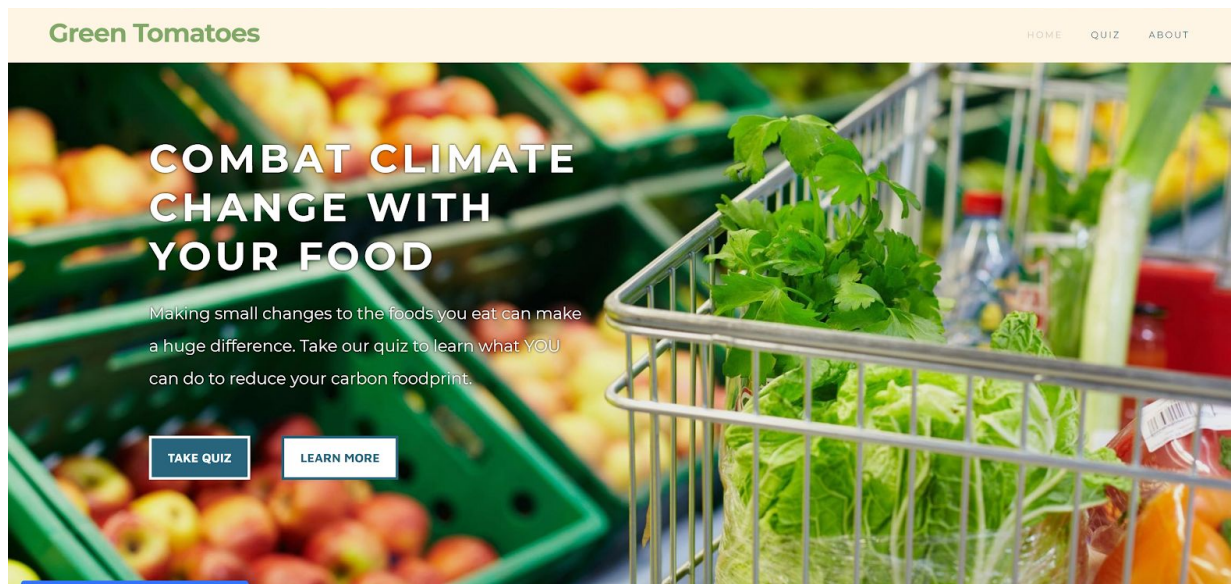 Green Tomatoes
HOME QUIZ ABOUT
COMBAT CLIMATE
CHANGE WITH
YOUR FOOD
Making small changes to the foods you eat can make
a huge difference. Take our quiz to learn what YOU
can do to reduce your carbon foodprint.
TAKE QUIZ LEARN MORE